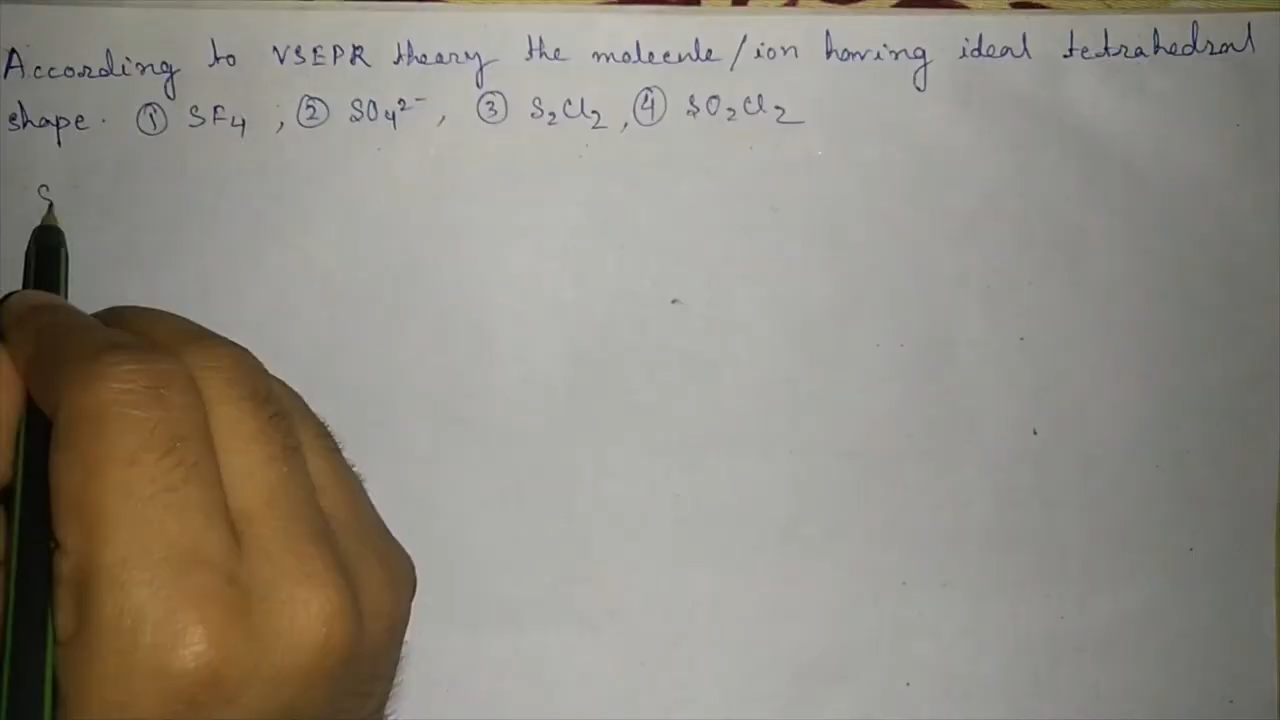 According to VSEPR theory the molecule/ion having ideal tetrahedral
shape. ① SF₄ ; ② SO₄²⁻, ③ S₂Cl₂, ④ SO₂Cl₂
S